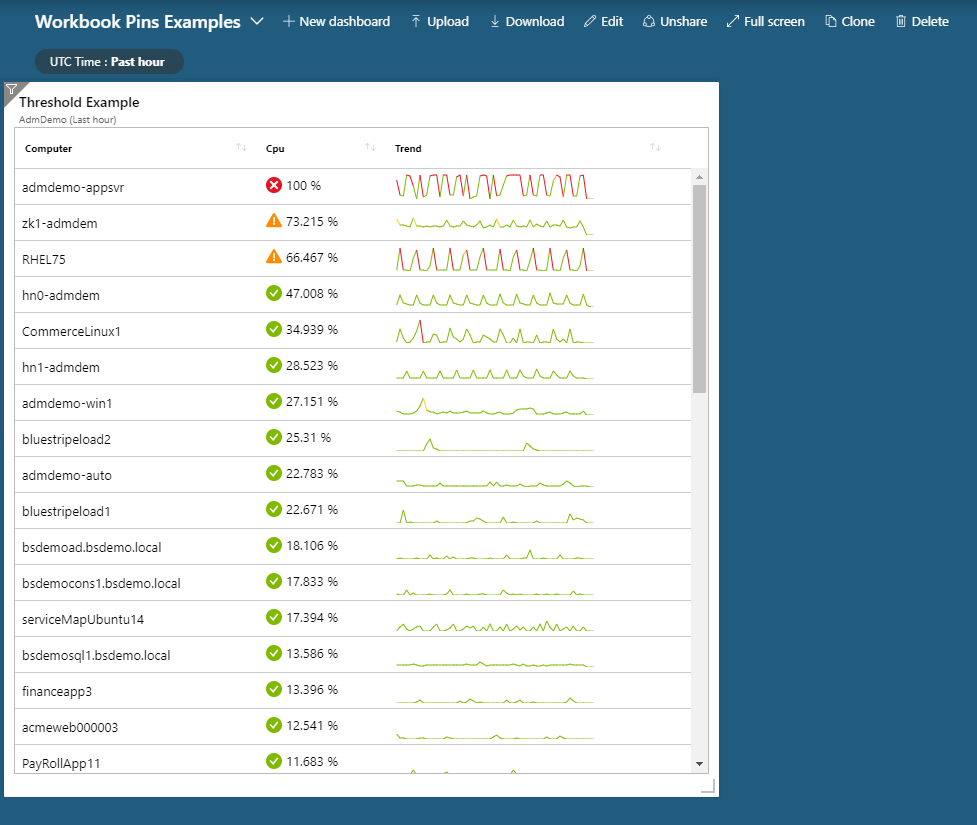 Workbook Pins Examples New dashboard Upload Download Edit Unshare Full screen Clone Delete
UTC Time : Past hour
Threshold Example
AdmDemo (Last hour)
Computer Cpu Trend
admdemo-appsvr 100 %
zk1-admdem 73.215 %
RHEL75 66.467 %
hn0-admdem 47.008 %
CommerceLinux1 34.939 %
hn1-admdem 28.523 %
admdemo-win1 27.151 %
bluestripeload2 25.31 %
admdemo-auto 22.783 %
bluestripeload1 22.671 %
bsdemoad.bsdemo.local 18.106 %
bsdemocons1.bsdemo.local 17.833 %
serviceMapUbuntu14 17.394 %
bsdemosql1.bsdemo.local 13.586 %
financeapp3 13.396 %
acmeweb000003 12.541 %
PayRollApp11 11.683 %